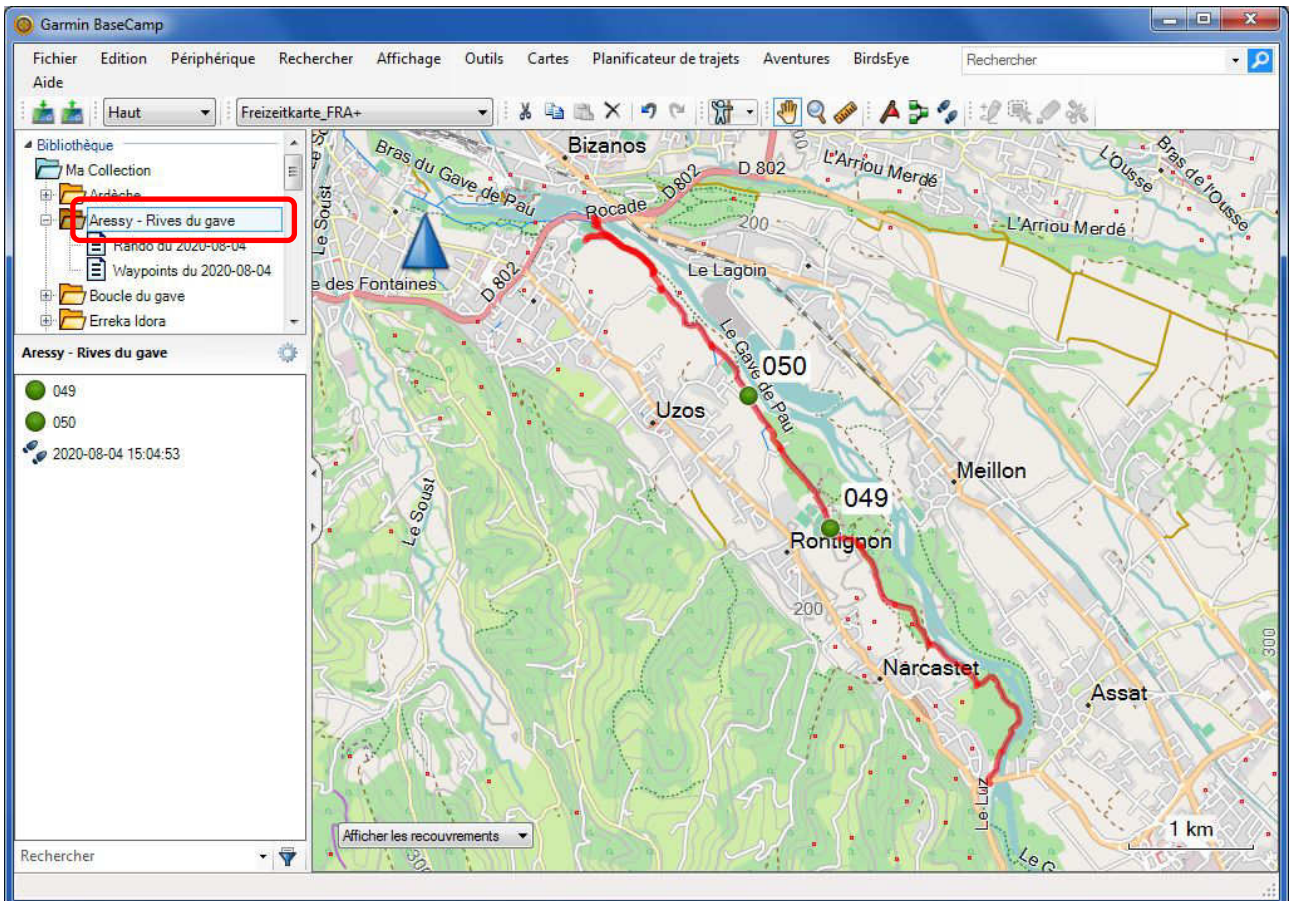 Garmin BaseCamp
Fichier Edition Périphérique Rechercher Affichage Outils Cartes Planificateur de trajets Aventures BirdsEye
Rechercher
Aide
Haut
Freizeitkarte_FRA+
Bibliothèque
Ma Collection
Ardèche
Aressy - Rives du gave
Rando du 2020-08-04
Waypoints du 2020-08-04
Boucle du gave
Erreka Idora
Aressy - Rives du gave
049
050
2020-08-04 15:04:53
Rechercher
Bras du Gave de Pau
Bizanos
D 802
D 802
L'Arriou Merdé
L'Ousse
Bras de l'Ousse
Le Soust
Rocade
200
L'Arriou Merdé
Le Soust
e des Fontaines
D 802
Le Lagoin
Le Gave de Pau
050
Uzos
Meillon
Le Soust
049
Rontignon
200
300
Narcastet
Assat
Le Luz
Afficher les recouvrements
1 km
300
Le G